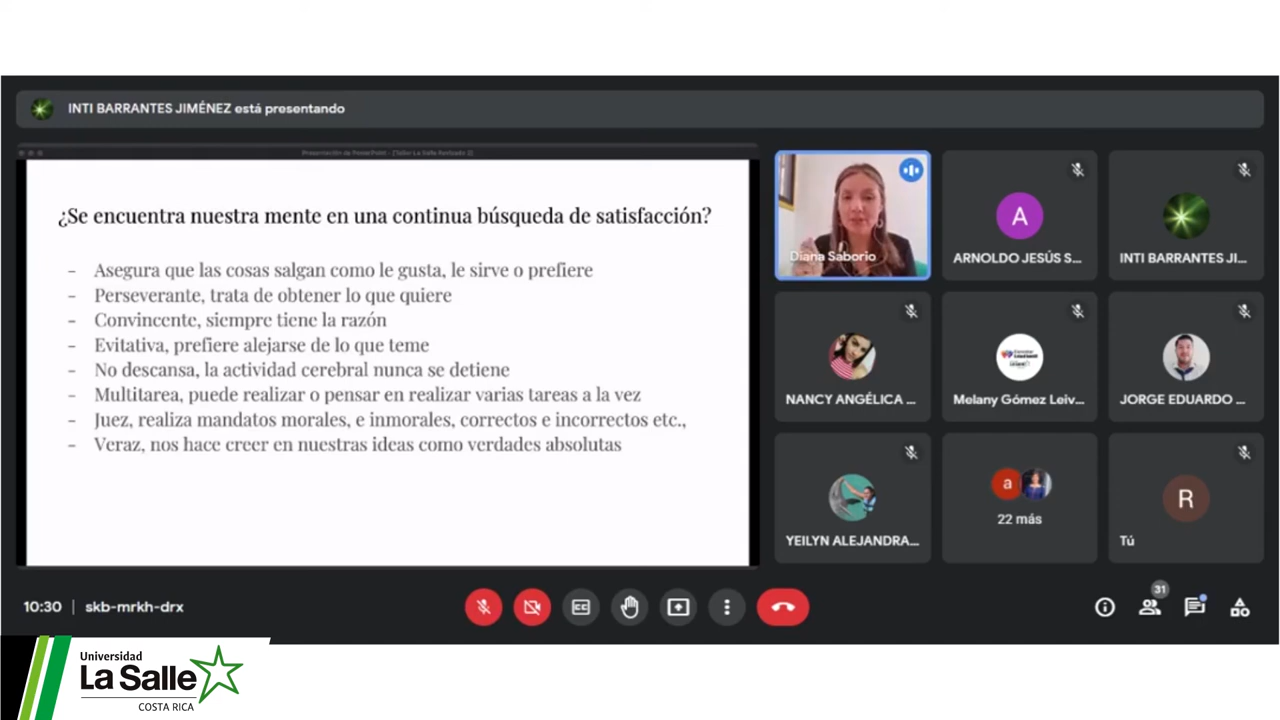 INTI BARRANTES JIMÉNEZ está presentando
¿Se encuentra nuestra mente en una continua búsqueda de satisfacción?
- Asegura que las cosas salgan como le gusta, le sirve o prefiere
- Perseverante, trata de obtener lo que quiere
- Convincente, siempre tiene la razón
- Evitativa, prefiere alejarse de lo que teme
- No descansa, la actividad cerebral nunca se detiene
- Multitarea, puede realizar o pensar en realizar varias tareas a la vez
- Juez, realiza mandatos morales, e inmorales, correctos e incorrectos etc.,
- Veraz, nos hace creer en nuestras ideas como verdades absolutas
Diana Saborio
A
ARNOLDO JESÚS S...
INTI BARRANTES JI...
NANCY ANGÉLICA ...
Melany Gómez Leiv...
JORGE EDUARDO ...
YEILYN ALEJANDRA...
a
22 más
R
Tú
10:30 | skb-mrkh-drx
31
Universidad
La Salle
COSTA RICA